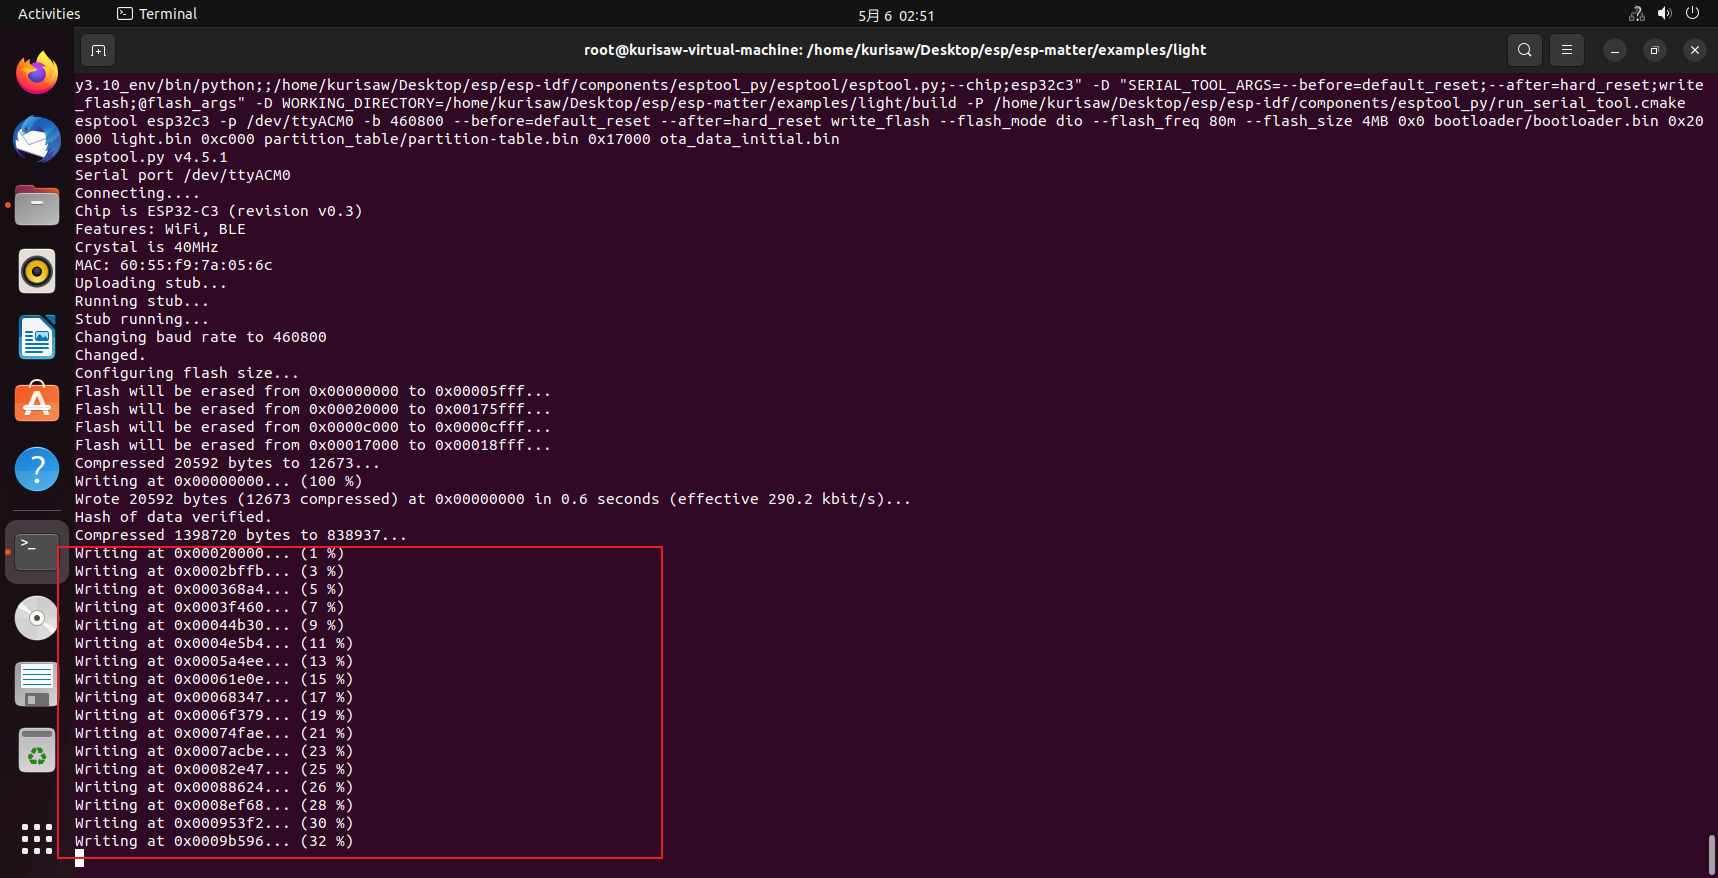 Activities
Terminal
5月 6 02:51
root@kurisaw-virtual-machine: /home/kurisaw/Desktop/esp/esp-matter/examples/light
y3.10_env/bin/python;;/home/kurisaw/Desktop/esp/esp-idf/components/esptool_py/esptool/esptool.py;--chip;esp32c3" -D "SERIAL_TOOL_ARGS=--before=default_reset;--after=hard_reset;write
_flash;@flash_args" -D WORKING_DIRECTORY=/home/kurisaw/Desktop/esp/esp-matter/examples/light/build -P /home/kurisaw/Desktop/esp/esp-idf/components/esptool_py/run_serial_tool.cmake
esptool esp32c3 -p /dev/ttyACM0 -b 460800 --before=default_reset --after=hard_reset write_flash --flash_mode dio --flash_freq 80m --flash_size 4MB 0x0 bootloader/bootloader.bin 0x20
000 light.bin 0xc000 partition_table/partition-table.bin 0x17000 ota_data_initial.bin
esptool.py v4.5.1
Serial port /dev/ttyACM0
Connecting....
Chip is ESP32-C3 (revision v0.3)
Features: WiFi, BLE
Crystal is 40MHz
MAC: 60:55:f9:7a:05:6c
Uploading stub...
Running stub...
Stub running...
Changing baud rate to 460800
Changed.
Configuring flash size...
Flash will be erased from 0x00000000 to 0x00005fff...
Flash will be erased from 0x00020000 to 0x00175fff...
Flash will be erased from 0x0000c000 to 0x0000cfff...
Flash will be erased from 0x00017000 to 0x00018fff...
Compressed 20592 bytes to 12673...
Writing at 0x00000000... (100 %)
Wrote 20592 bytes (12673 compressed) at 0x00000000 in 0.6 seconds (effective 290.2 kbit/s)...
Hash of data verified.
Compressed 1398720 bytes to 838937...
Writing at 0x00020000... (1 %)
Writing at 0x0002bffb... (3 %)
Writing at 0x000368a4... (5 %)
Writing at 0x0003f460... (7 %)
Writing at 0x00044b30... (9 %)
Writing at 0x0004e5b4... (11 %)
Writing at 0x0005a4ee... (13 %)
Writing at 0x00061e0e... (15 %)
Writing at 0x00068347... (17 %)
Writing at 0x0006f379... (19 %)
Writing at 0x00074fae... (21 %)
Writing at 0x0007acbe... (23 %)
Writing at 0x00082e47... (25 %)
Writing at 0x00088624... (26 %)
Writing at 0x0008ef68... (28 %)
Writing at 0x000953f2... (30 %)
Writing at 0x0009b596... (32 %)